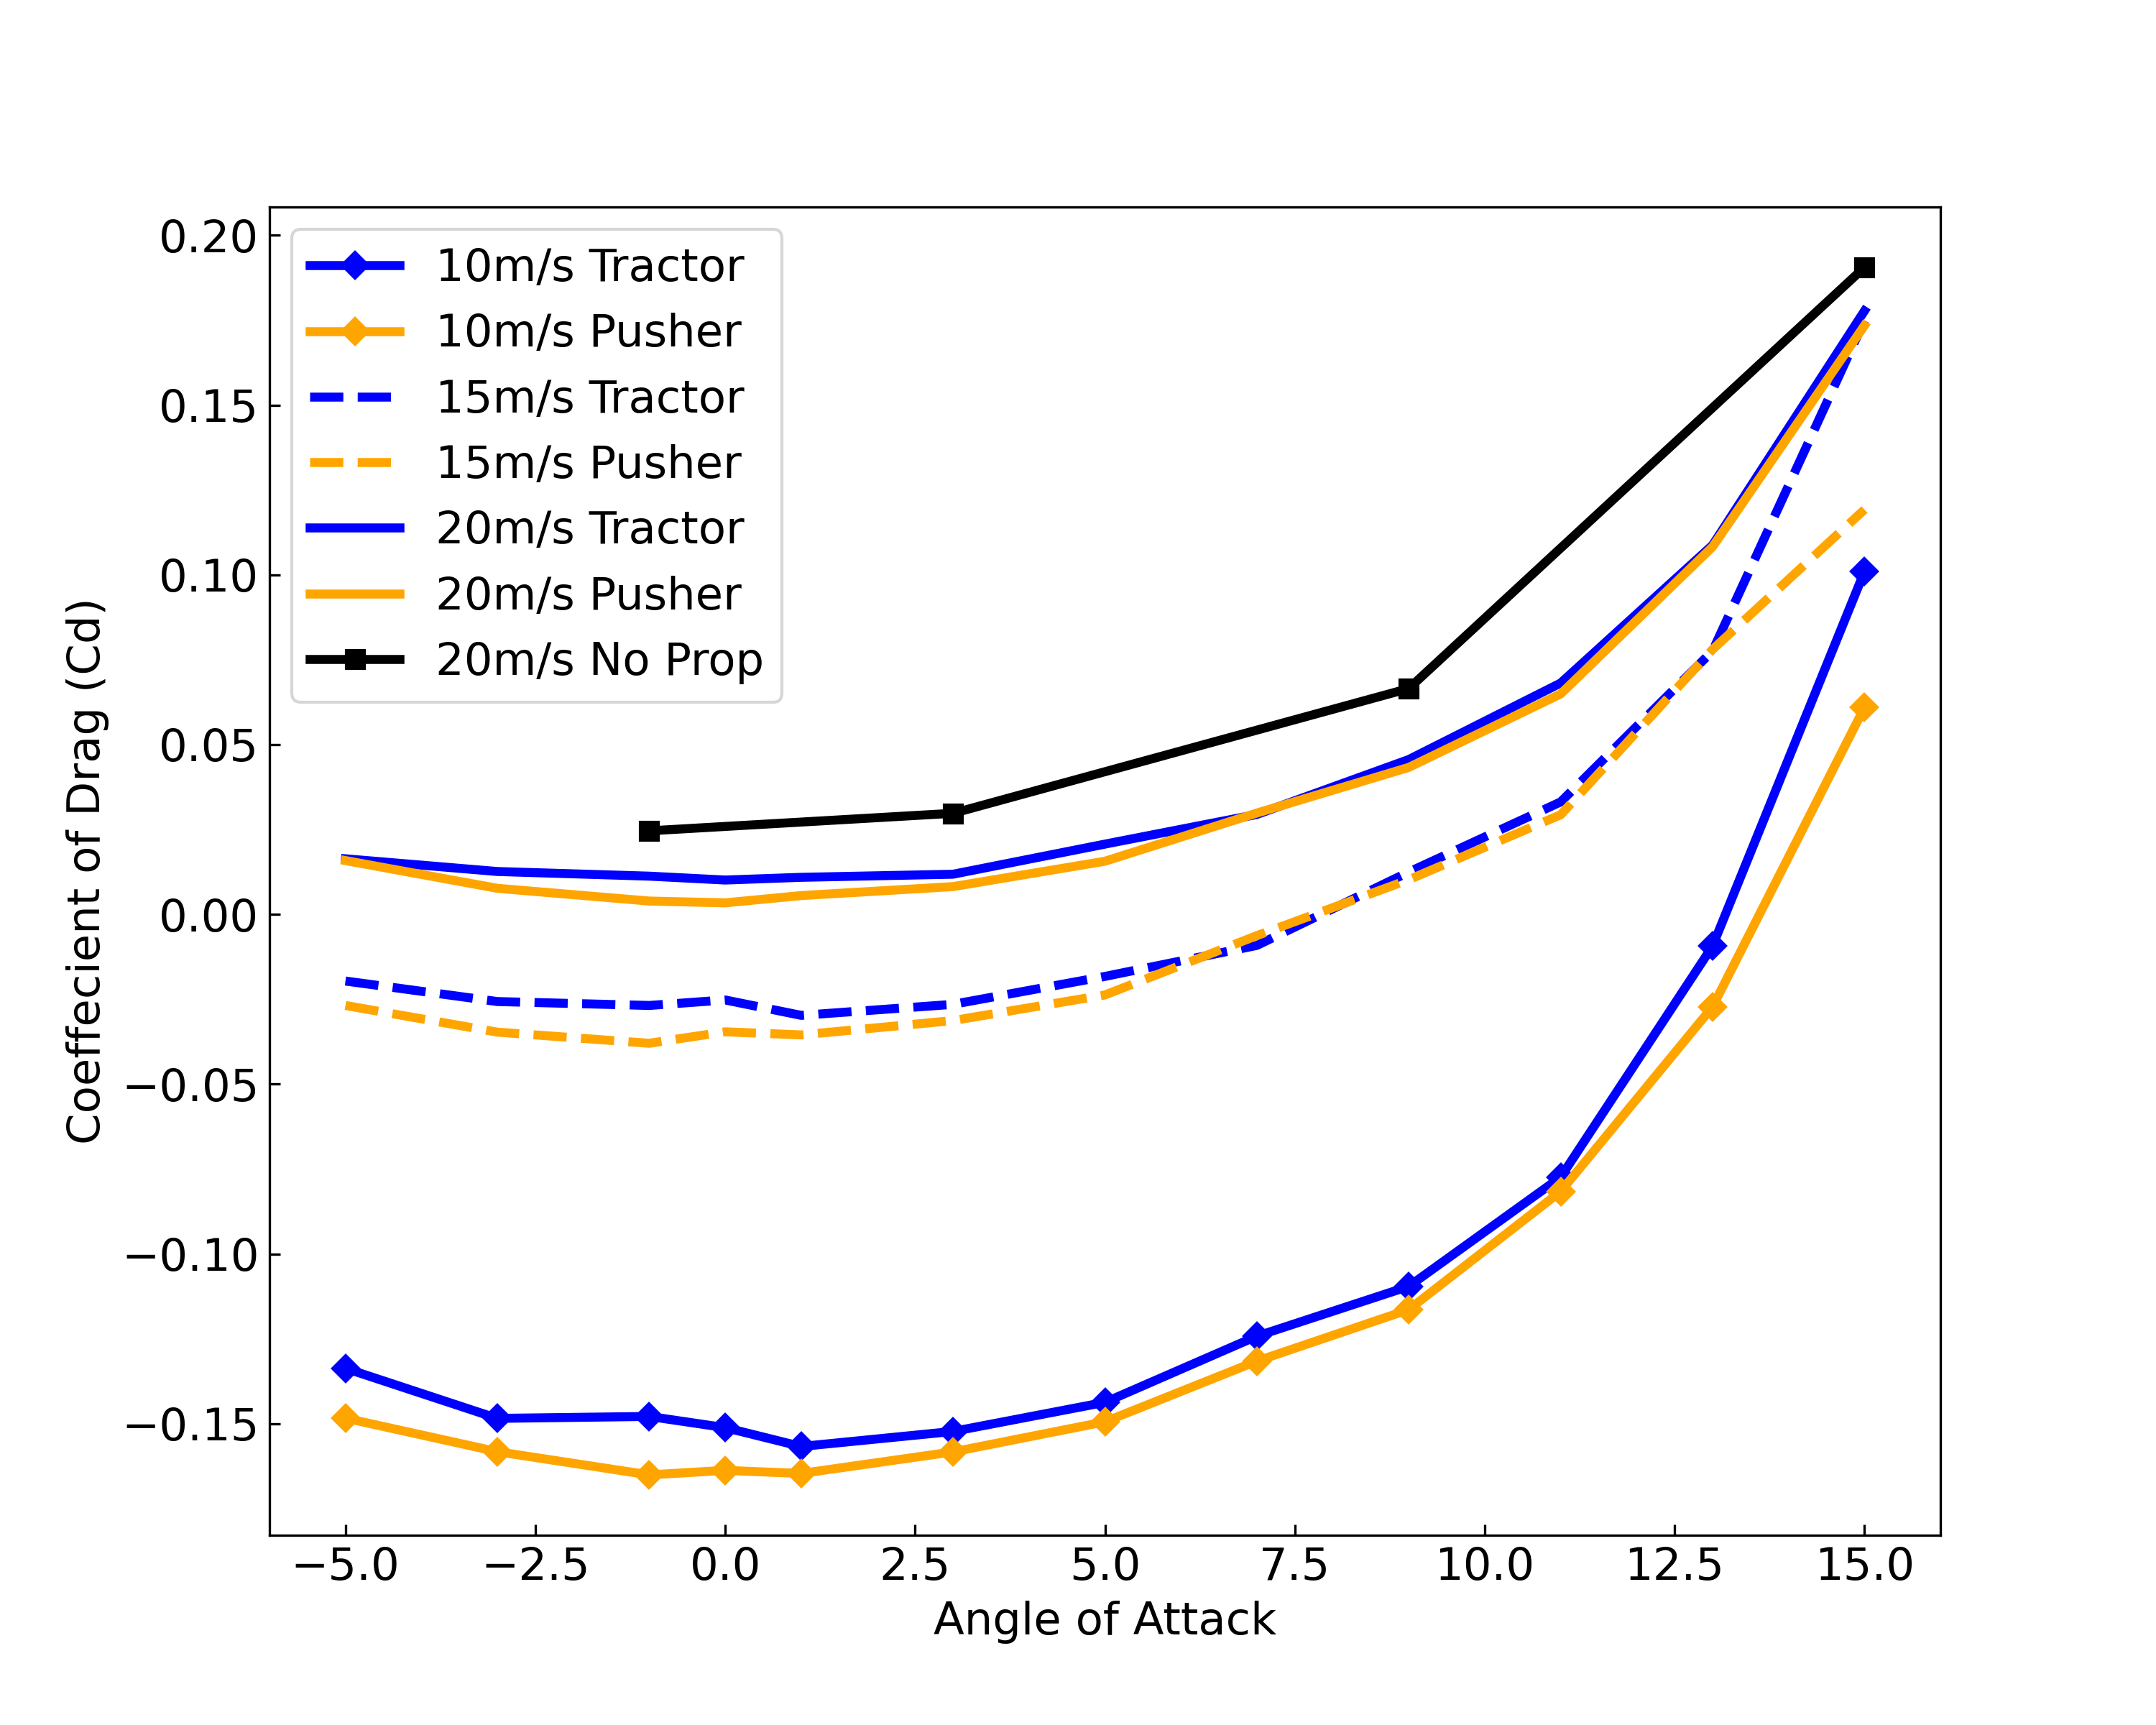 0.20
0.15
0.10
0.05
0.00
−0.05
−0.10
−0.15
Coeffecient of Drag (Cd)
10m/s Tractor
10m/s Pusher
15m/s Tractor
15m/s Pusher
20m/s Tractor
20m/s Pusher
20m/s No Prop
−5.0 −2.5 0.0 2.5 5.0 7.5 10.0 12.5 15.0
Angle of Attack